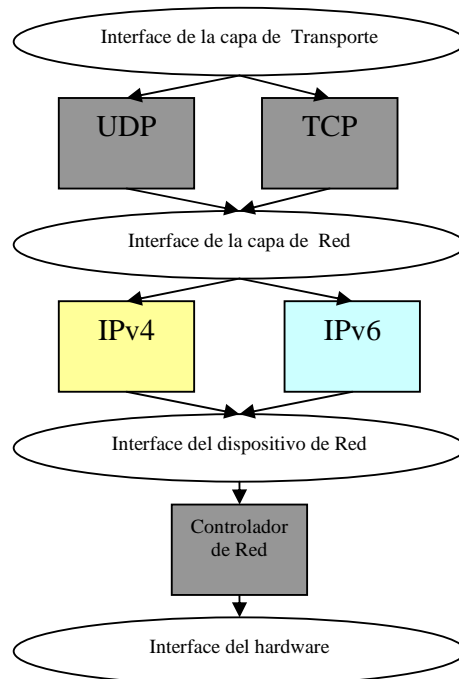 Interface de la capa de Transporte
UDP
TCP
Interface de la capa de Red
IPv4
IPv6
Interface del dispositivo de Red
Controlador
de Red
Interface del hardware